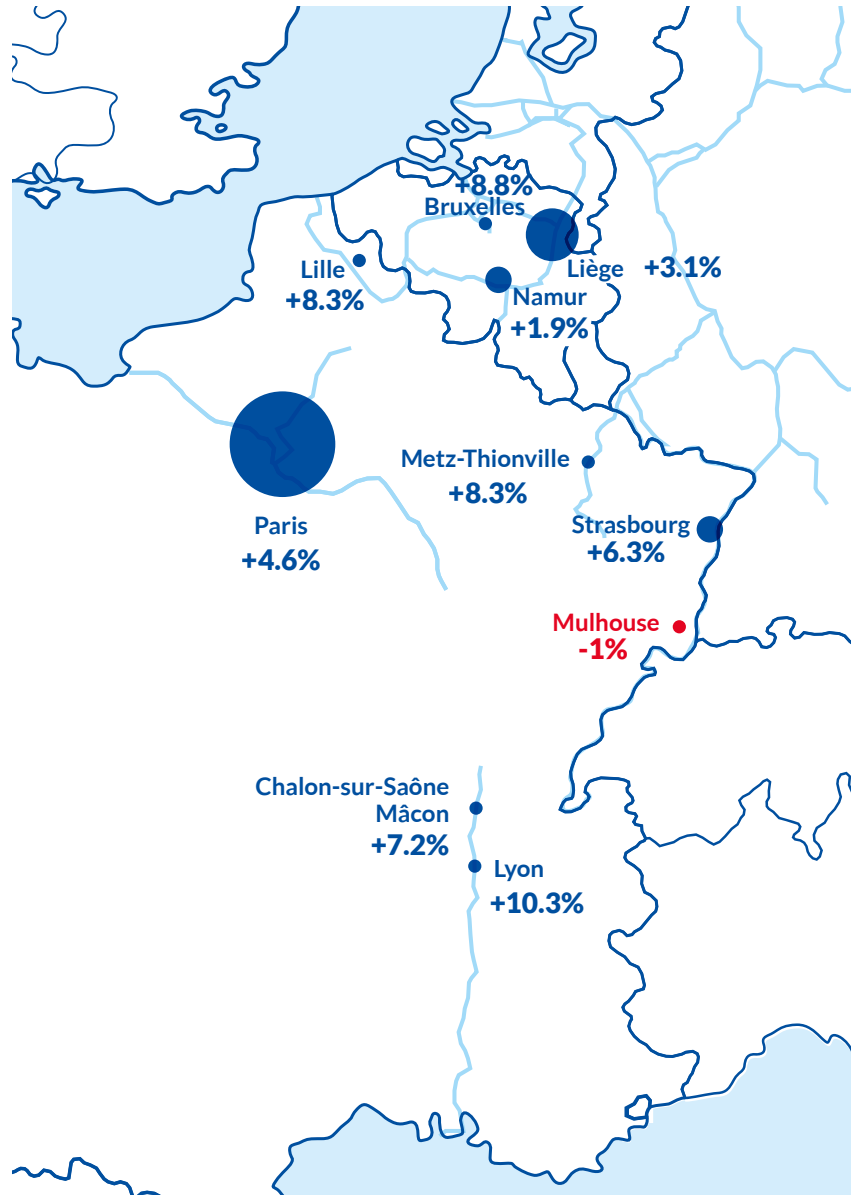 +8.8%
Bruxelles
Lille
+8.3%
Liège +3.1%
Namur
+1.9%
Metz-Thionville
+8.3%
Paris
+4.6%
Strasbourg
+6.3%
Mulhouse
-1%
Chalon-sur-Saône
Mâcon
+7.2%
Lyon
+10.3%